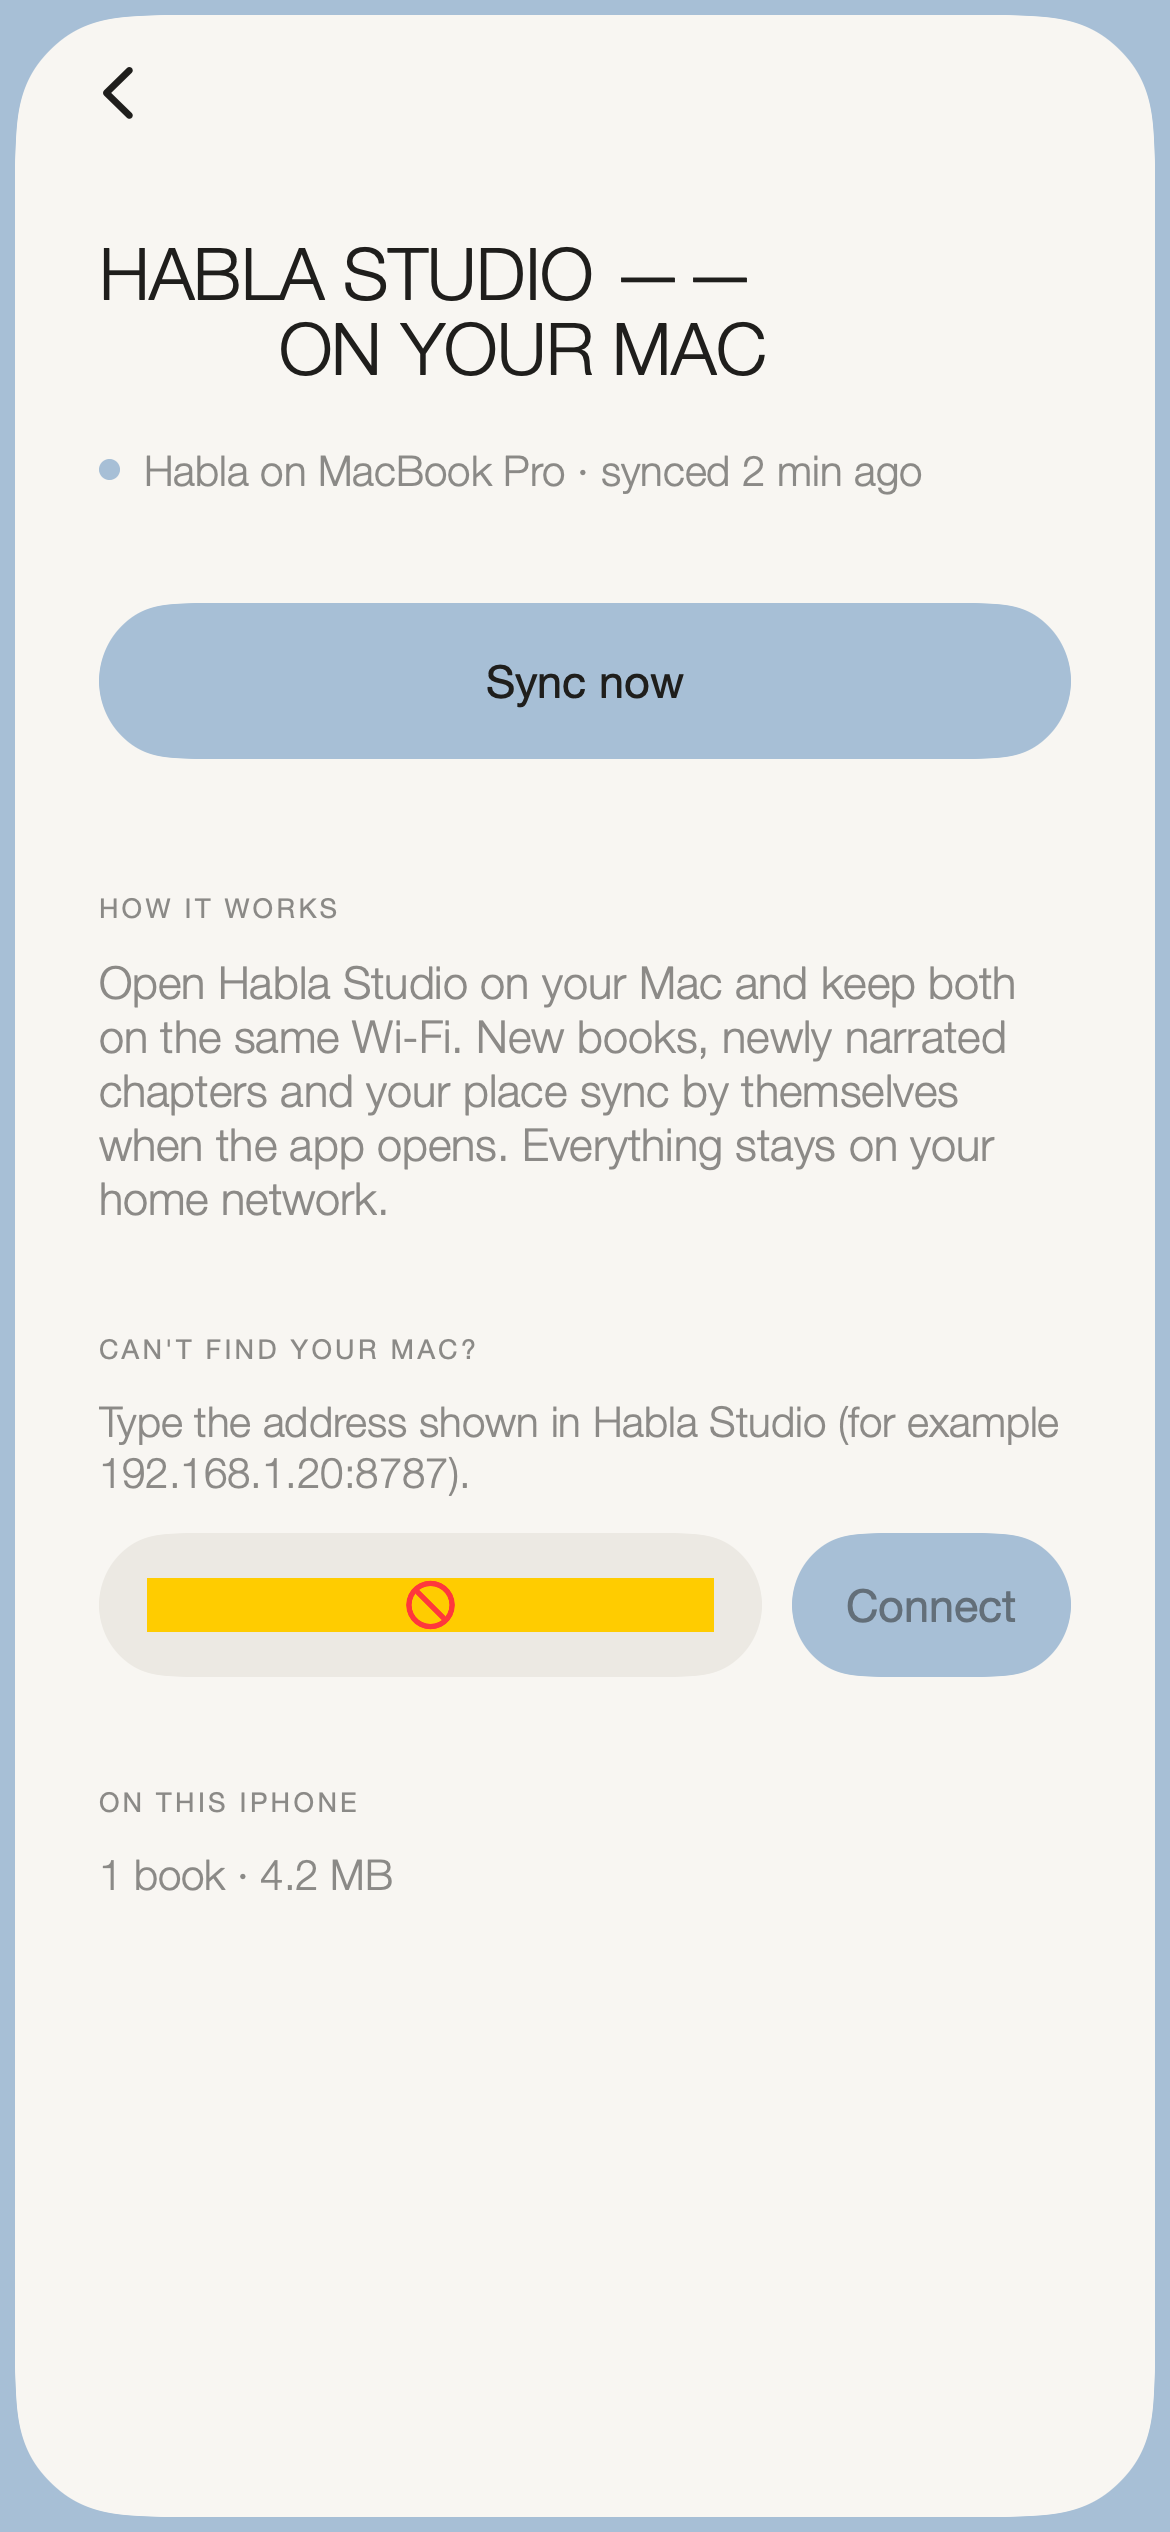 HABLA STUDIO — —
ON YOUR MAC
Habla on MacBook Pro · synced 2 min ago
Sync now
HOW IT WORKS
Open Habla Studio on your Mac and keep both
on the same Wi-Fi. New books, newly narrated
chapters and your place sync by themselves
when the app opens. Everything stays on your
home network.
CAN'T FIND YOUR MAC?
Type the address shown in Habla Studio (for example
192.168.1.20:8787).
Connect
ON THIS IPHONE
1 book · 4.2 MB